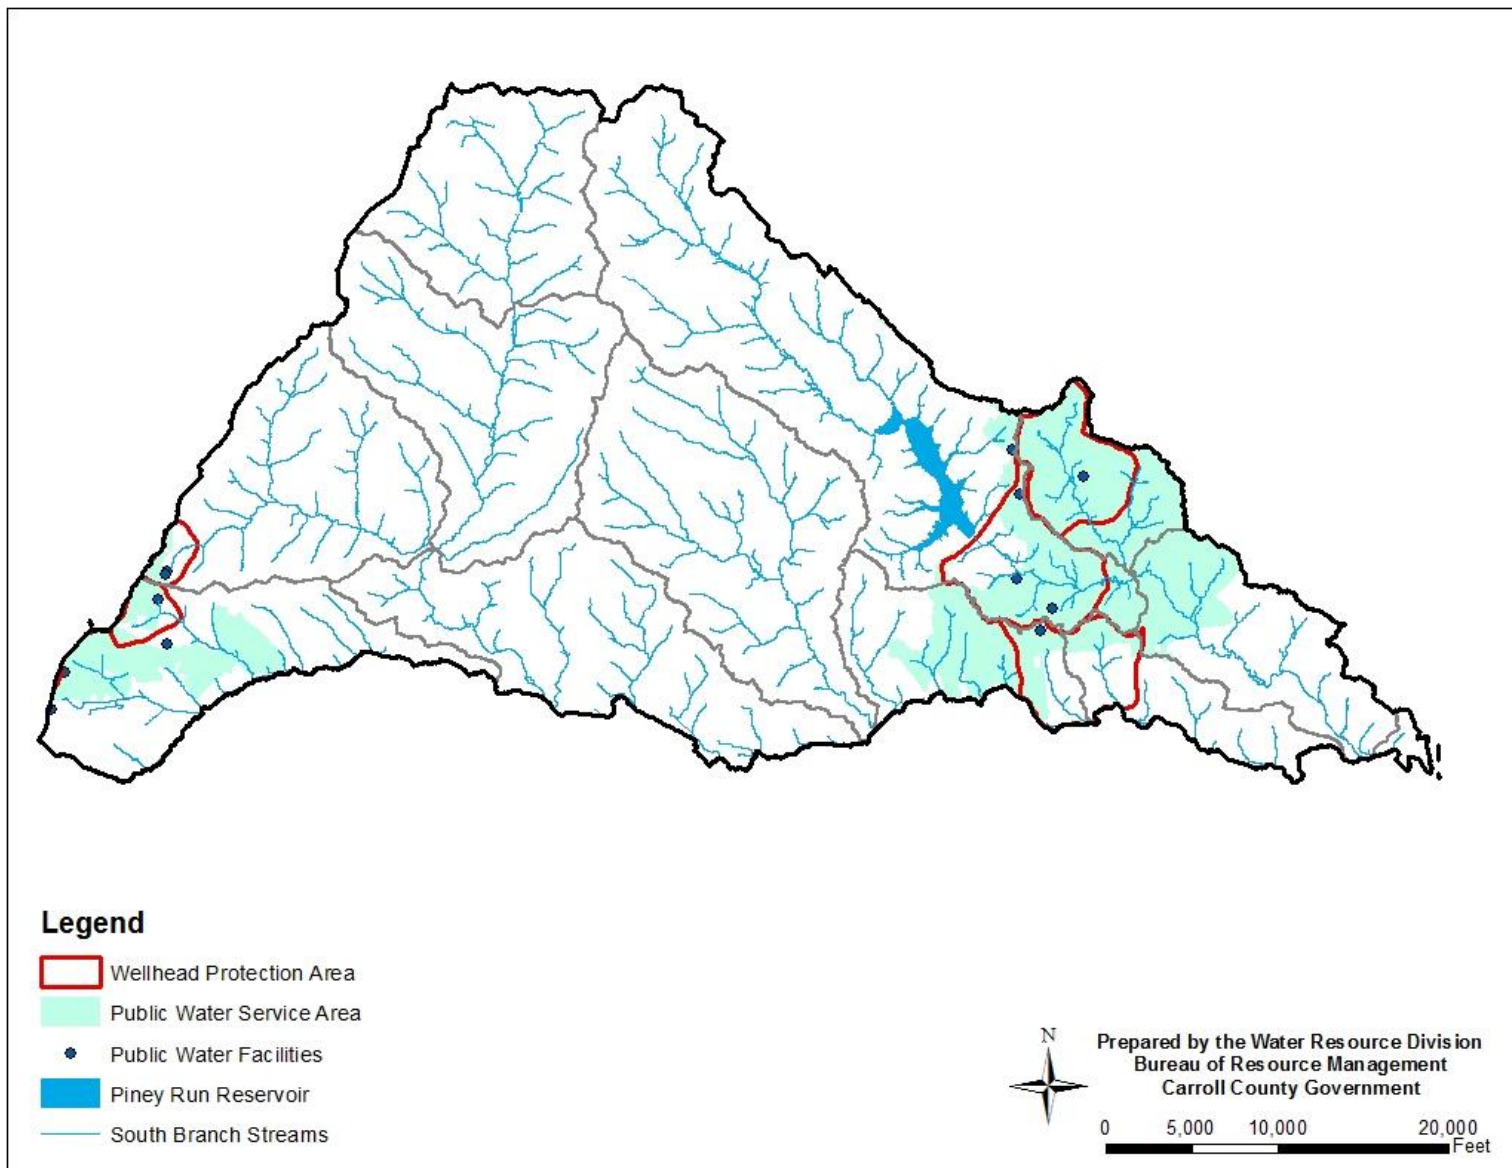 Legend
Wellhead Protection Area
Public Water Service Area
Public Water Facilities
Piney Run Reservoir
South Branch Streams
N
Prepared by the Water Resource Division
Bureau of Resource Management
Carroll County Government
0 5,000 10,000 20,000
Feet